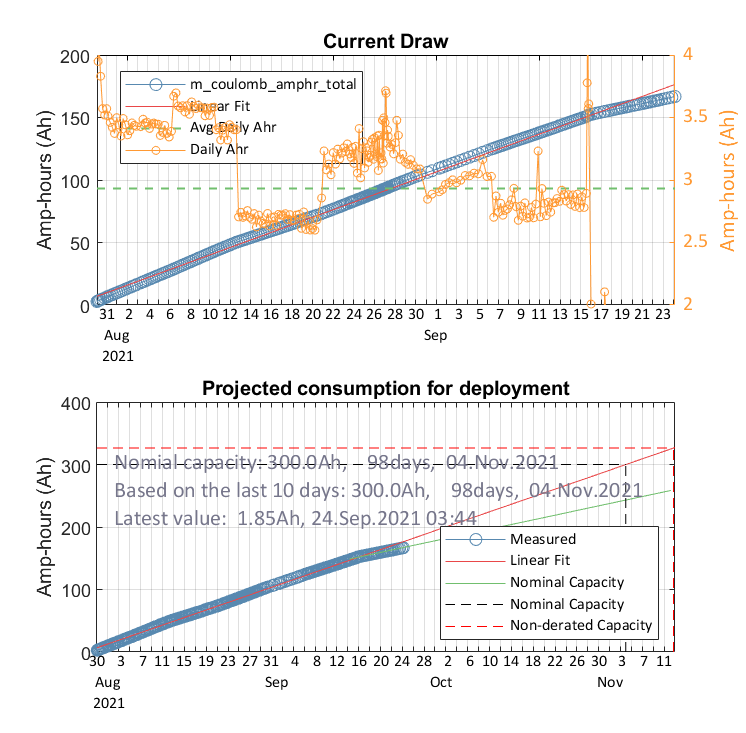 Current Draw
200
150
100
50
0
Amp-hours (Ah)
4
3.5
3
2.5
2
Amp-hours (Ah)
m_coulomb_amphr_total
Linear Fit
Avg Daily Ahr
Daily Ahr
31 2 4 6 8 10 12 14 16 18 20 22 24 26 28 30 1 3 5 7 9 11 13 15 17 19 21 23
Aug Sep
2021
Projected consumption for deployment
400
300
200
100
0
Amp-hours (Ah)
Nomial capacity: 300.0Ah, 98days, 04.Nov.2021
Based on the last 10 days: 300.0Ah, 98days, 04.Nov.2021
Latest value: 1.85Ah, 24.Sep.2021 03:44
Measured
Linear Fit
Nominal Capacity
Nominal Capacity
Non-derated Capacity
30 3 7 11 15 19 23 27 31 4 8 12 16 20 24 28 2 6 10 14 18 22 26 30 3 7 11
Aug Sep Oct Nov
2021